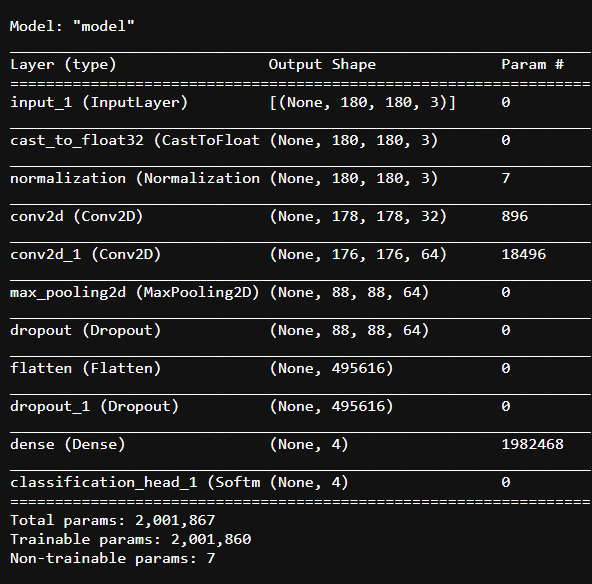 Model: "model"
_________________________________________________________________
Layer (type)                 Output Shape              Param #
=================================================================
input_1 (InputLayer)         [(None, 180, 180, 3)]     0
_________________________________________________________________
cast_to_float32 (CastToFloat (None, 180, 180, 3)       0
_________________________________________________________________
normalization (Normalization (None, 180, 180, 3)       7
_________________________________________________________________
conv2d (Conv2D)              (None, 178, 178, 32)      896
_________________________________________________________________
conv2d_1 (Conv2D)            (None, 176, 176, 64)      18496
_________________________________________________________________
max_pooling2d (MaxPooling2D) (None, 88, 88, 64)        0
_________________________________________________________________
dropout (Dropout)            (None, 88, 88, 64)        0
_________________________________________________________________
flatten (Flatten)            (None, 495616)            0
_________________________________________________________________
dropout_1 (Dropout)          (None, 495616)            0
_________________________________________________________________
dense (Dense)                (None, 4)                 1982468
_________________________________________________________________
classification_head_1 (Softm (None, 4)                 0
=================================================================
Total params: 2,001,867
Trainable params: 2,001,860
Non-trainable params: 7